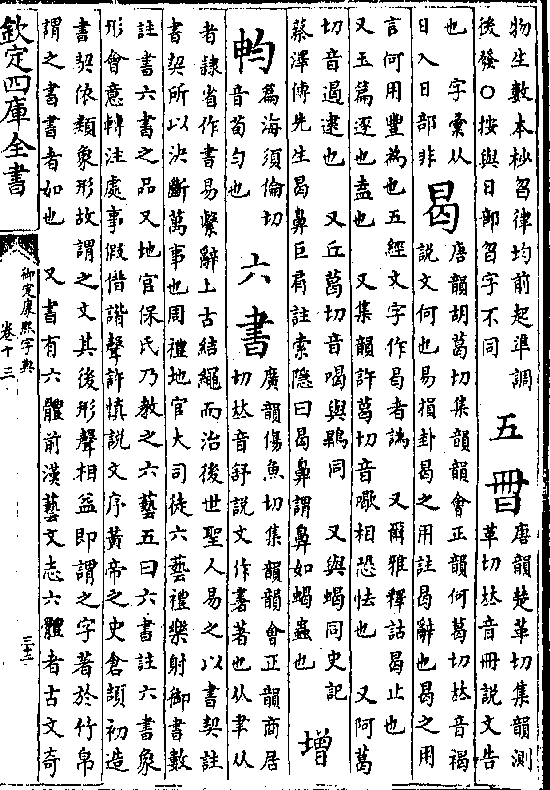 物生數本杪曶律均前起準調
後發○按與日部曶字不同
五
𠕋
唐韻楚革切集韻測
革切𠀤音冊說文告
也 字彙从
日入日部非
曷
唐韻胡葛切集韻韻會正韻何葛切𠀤音褐
說文何也易損卦曷之用註曷辭也曷之用
言何用豐為也五經文字作曷者譌 又爾雅釋詁曷止也
又玉篇逐也盡也 又集韻許葛切音㰤相恐怯也 又阿葛
切音遏逮也 又丘葛切音喝與鶡同 又與蝎同史記
蔡澤傅先生曷鼻巨肩註索隱曰曷鼻謂鼻如蝎蟲也
增
篇海須倫切
音荀勻也
六
書
廣韻傷魚切集韻韻會正韻商居
切𠀤音舒說文作書著也从聿从
者隸省作書易繫辭上古結繩而治後世聖人易之以書契註
書契所以決斷萬事也周禮地官大司徒六藝禮樂射御書數
註書六書之品又地官保氏乃教之六藝五曰六書註六書象
形會意轉注處事假借諧聲許慎說文序黃帝之史倉頡初造
書契依類象形故謂之文其後形聲相益即謂之字著於竹帛
謂之書書者如也 又書有六體前漢藝文志六體者古文奇
欽定四庫全書
御定康熙字典
卷十三
三十二